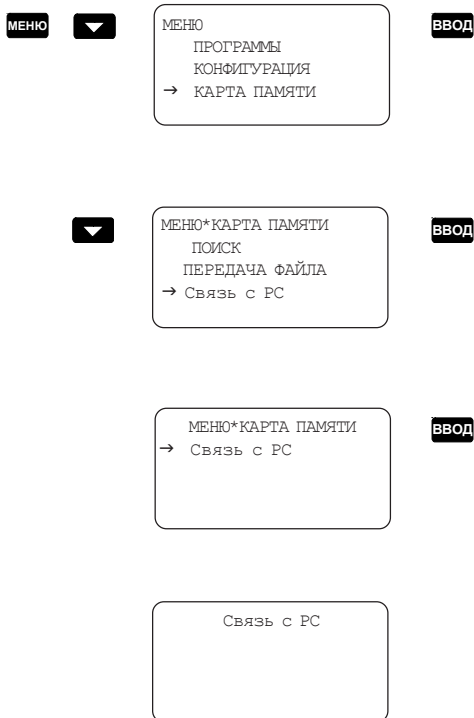 МЕНЮ
МЕНЮ
ПРОГРАММЫ
КОНФИГУРАЦИЯ
→ КАРТА ПАМЯТИ
ВВОД
МЕНЮ*КАРТА ПАМЯТИ
ПОИСК
ПЕРЕДАЧА ФАЙЛА
→ Связь с PC
ВВОД
МЕНЮ*КАРТА ПАМЯТИ
→ Связь с PC
ВВОД
Связь с PC